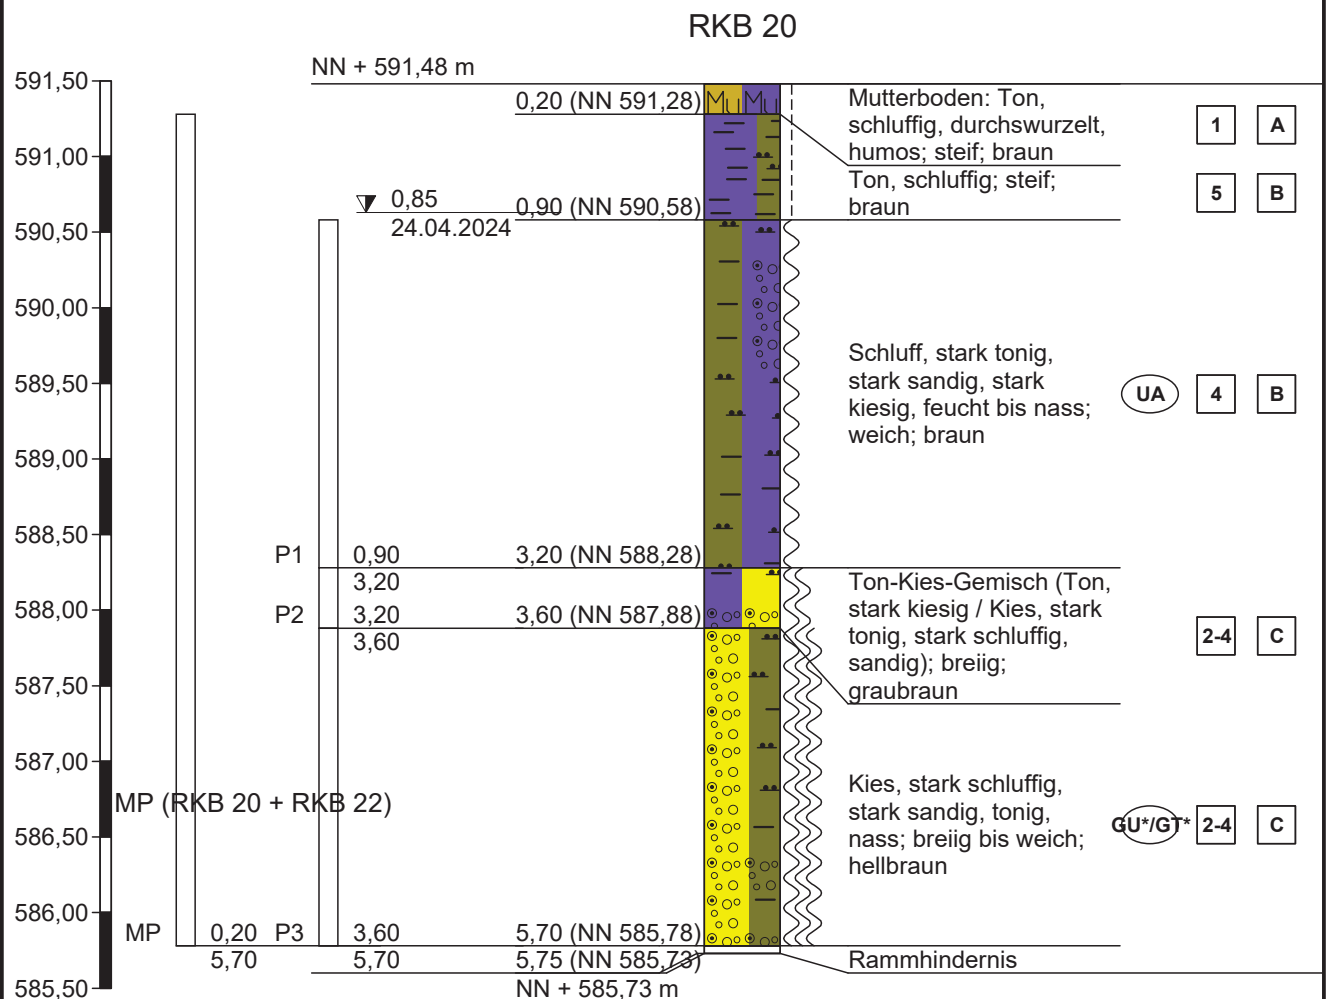 RKB 20
NN + 591,48 m
591,50
591,00
590,50
590,00
589,50
589,00
588,50
588,00
587,50
587,00
586,50
586,00
585,50
0,20 (NN 591,28)
Mu Mu
Mutterboden: Ton,
schluffig, durchswurzelt,
humos; steif; braun
1 A
0,85
24.04.2024
0,90 (NN 590,58)
Ton, schluffig; steif;
braun
5 B
Schluff, stark tonig,
stark sandig, stark
kiesig, feucht bis nass;
weich; braun
UA 4 B
P1 0,90
3,20
3,20 (NN 588,28)
P2 3,20
3,60
3,60 (NN 587,88)
Ton-Kies-Gemisch (Ton,
stark kiesig / Kies, stark
tonig, stark schluffig,
sandig); breiig;
graubraun
2-4 C
MP (RKB 20 + RKB 22)
Kies, stark schluffig,
stark sandig, tonig,
nass; breiig bis weich;
hellbraun
GU*/GT* 2-4 C
MP 0,20
5,70
P3 3,60
5,70
5,70 (NN 585,78)
5,75 (NN 585,73)
Rammhindernis
NN + 585,73 m